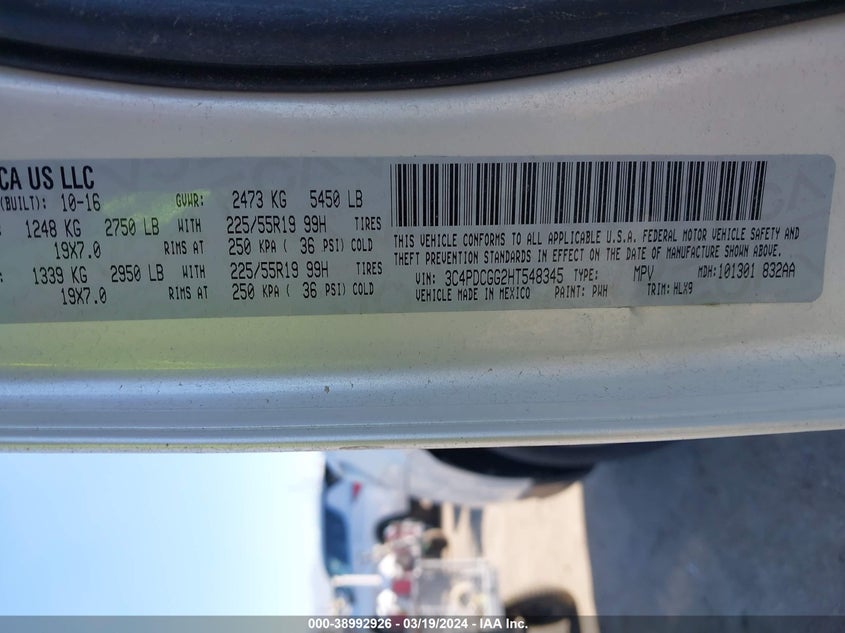 CA US LLC
(BUILT): 10-16 GVWR: 2473 KG 5450 LB
: 1248 KG 2750 LB WITH 225/55R19 99H TIRES
19X7.0 RIMS AT 250 KPA ( 36 PSI) COLD
: 1339 KG 2950 LB WITH 225/55R19 99H TIRES
19X7.0 RIMS AT 250 KPA ( 36 PSI) COLD
THIS VEHICLE CONFORMS TO ALL APPLICABLE U.S.A. FEDERAL MOTOR VEHICLE SAFETY AND
THEFT PREVENTION STANDARDS IN EFFECT ON THE DATE OF MANUFACTURE SHOWN ABOVE.
VIN: 3C4PDCGG2HT548345 TYPE: MPV MDH: 101301 832AA
VEHICLE MADE IN MEXICO PAINT: PWH TRIM: HLX9
000-38992926 - 03/19/2024 - IAA Inc.